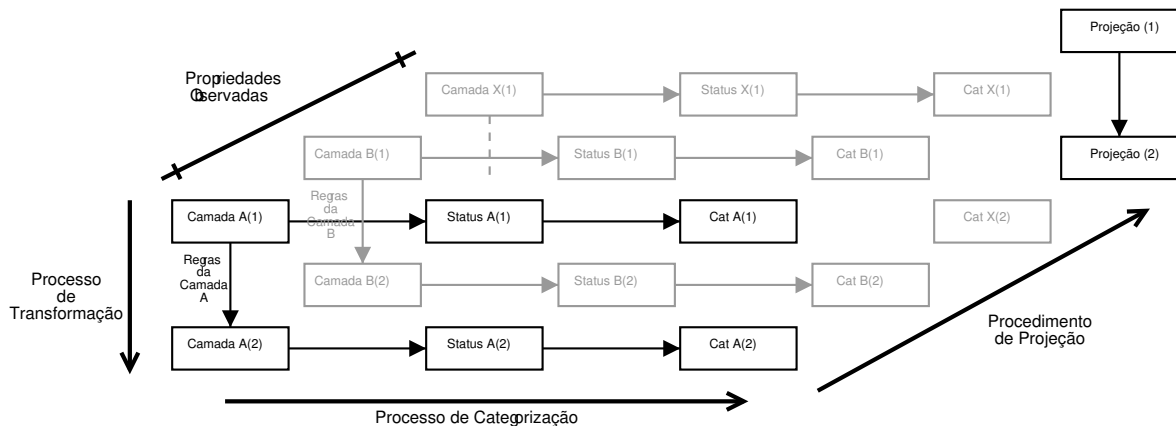 Projeção (1)
Propriedades
Observadas
Camada X(1)
Status X(1)
Cat X(1)
Camada B(1)
Status B(1)
Cat B(1)
Projeção (2)
Regras
da
Camada
B
Camada A(1)
Status A(1)
Cat A(1)
Cat X(2)
Regras
da
Camada
A
Camada B(2)
Status B(2)
Cat B(2)
Processo
de
Transformação
Camada A(2)
Status A(2)
Cat A(2)
Procedimento
de Projeção
Processo de Categorização